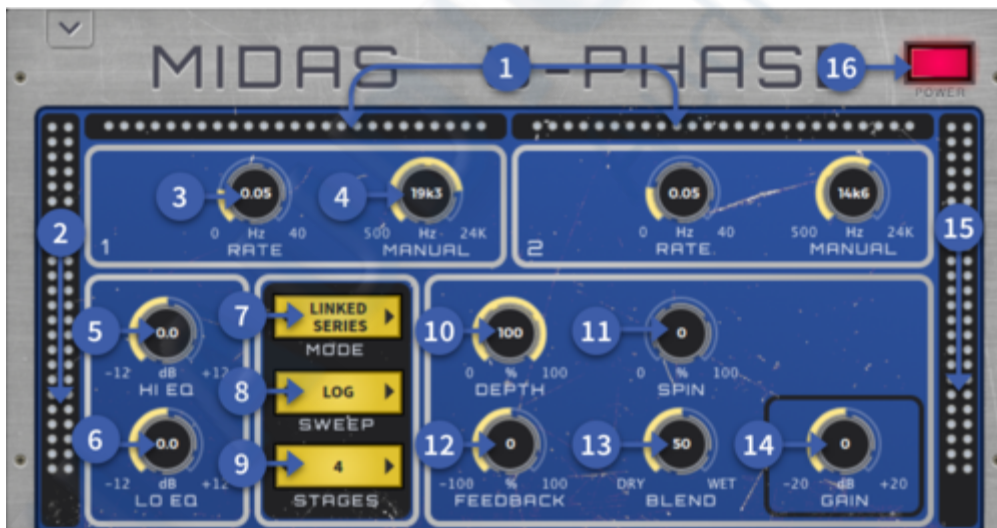 MIDAS -PHAS
1
16
POWER
3 0.05 4 19k3 0.05 14k6
2 0 Hz 40 500 Hz 24K 0 Hz 40 500 Hz 24K 15
1 RATE MANUAL 2 RATE MANUAL
5 0.0 7 LINKED SERIES 10 100 11 0
-12 dB +12 MODE 0 % 100 0 % 100
HI EQ 8 LOG DEPTH SPIN
6 0.0 SWEEP 12 0 13 50 14 0
9 4
-12 dB +12 -100 % 100 DRY WET -20 dB +20
LO EQ STAGES FEEDBACK BLEND GAIN